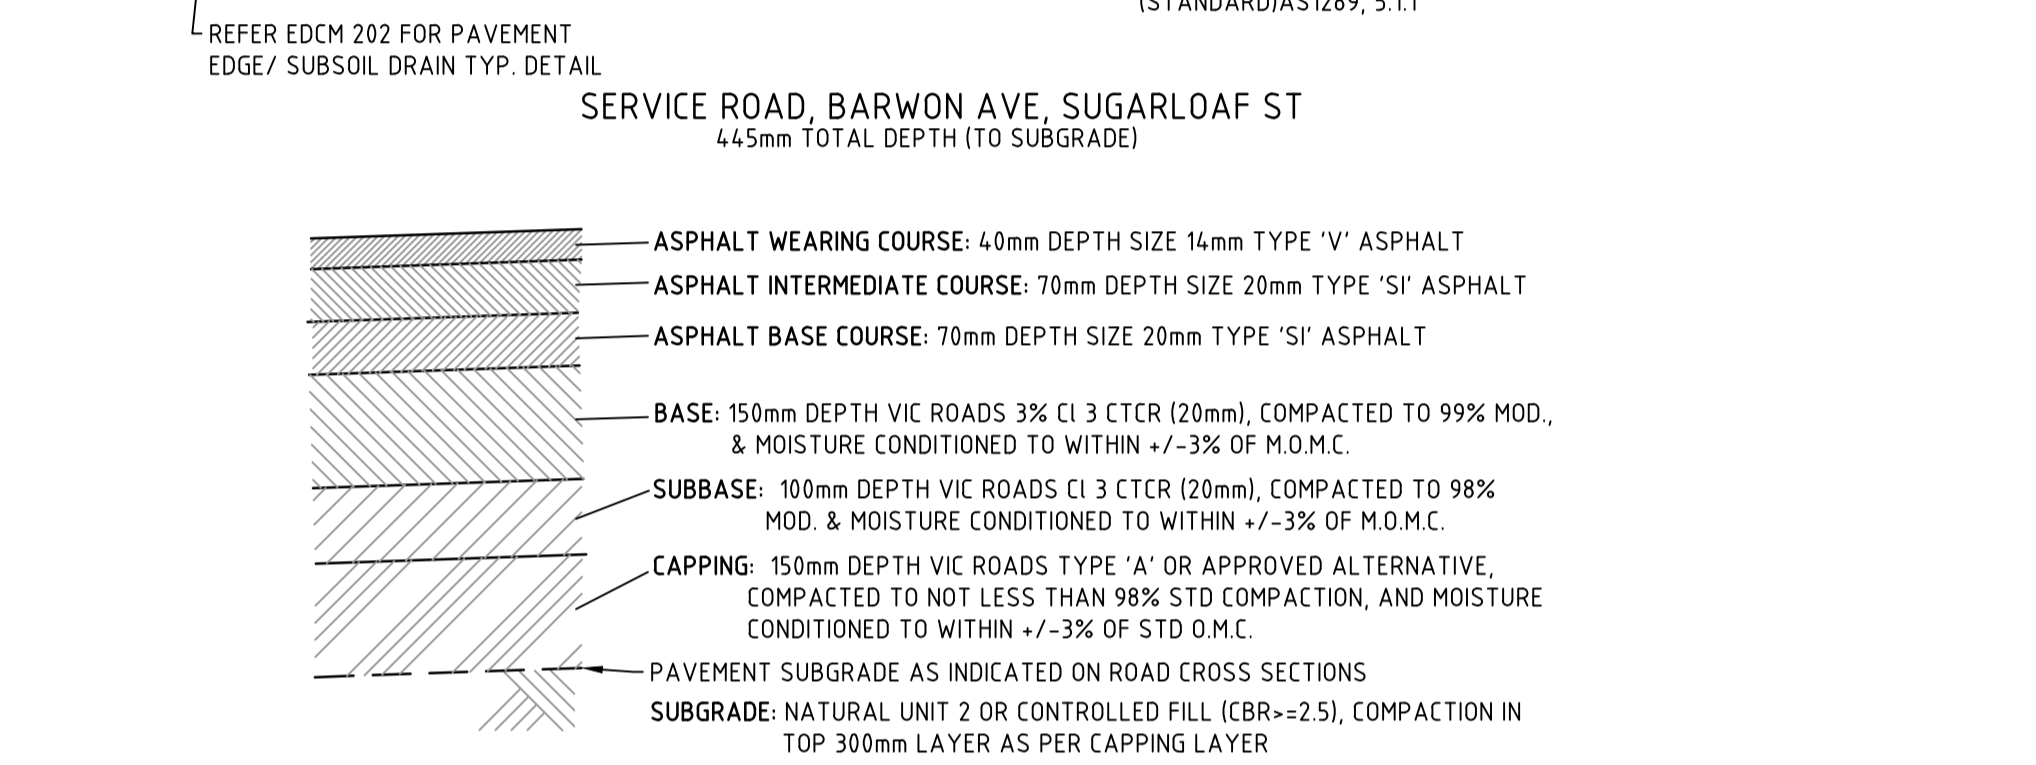 (STANDARD)AS1289, 5.1.1
REFER EDCM 202 FOR PAVEMENT
EDGE/ SUBSOIL DRAIN TYP. DETAIL
SERVICE ROAD, BARWON AVE, SUGARLOAF ST
445mm TOTAL DEPTH (TO SUBGRADE)
ASPHALT WEARING COURSE: 40mm DEPTH SIZE 14mm TYPE 'V' ASPHALT
ASPHALT INTERMEDIATE COURSE: 70mm DEPTH SIZE 20mm TYPE 'SI' ASPHALT
ASPHALT BASE COURSE: 70mm DEPTH SIZE 20mm TYPE 'SI' ASPHALT
BASE: 150mm DEPTH VIC ROADS 3% Cl 3 CTCR (20mm), COMPACTED TO 99% MOD.,
& MOISTURE CONDITIONED TO WITHIN +/-3% OF M.O.M.C.
SUBBASE: 100mm DEPTH VIC ROADS Cl 3 CTCR (20mm), COMPACTED TO 98%
MOD. & MOISTURE CONDITIONED TO WITHIN +/-3% OF M.O.M.C.
CAPPING: 150mm DEPTH VIC ROADS TYPE 'A' OR APPROVED ALTERNATIVE,
COMPACTED TO NOT LESS THAN 98% STD COMPACTION, AND MOISTURE
CONDITIONED TO WITHIN +/-3% OF STD O.M.C.
PAVEMENT SUBGRADE AS INDICATED ON ROAD CROSS SECTIONS
SUBGRADE: NATURAL UNIT 2 OR CONTROLLED FILL (CBR>=2.5), COMPACTION IN
TOP 300mm LAYER AS PER CAPPING LAYER